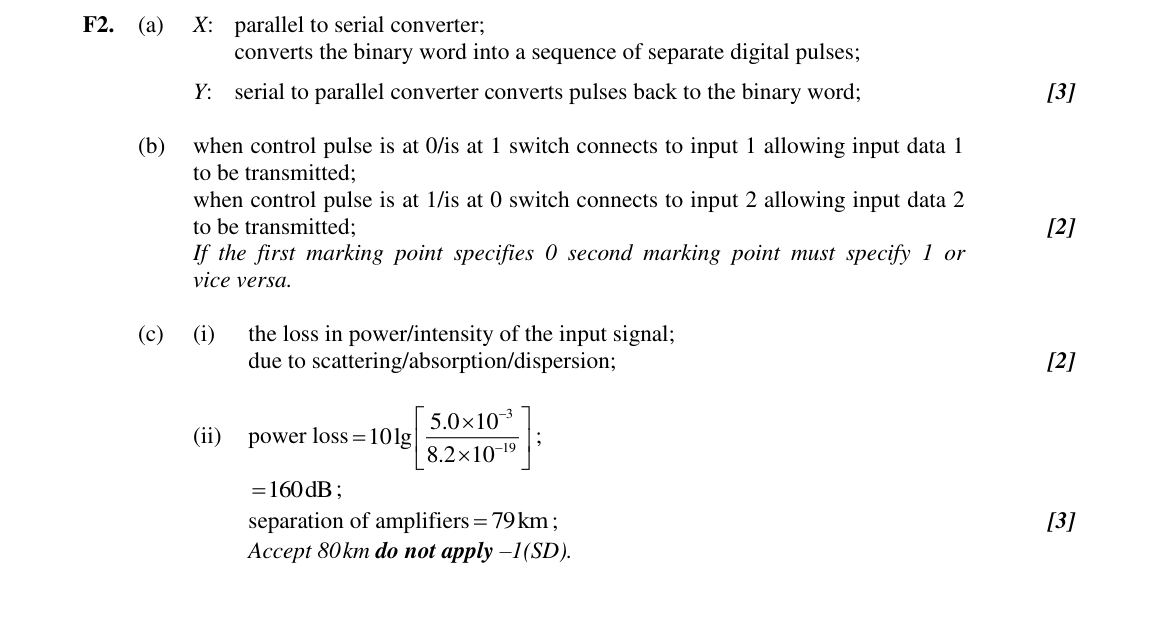 F2. (a) X: parallel to serial converter;
converts the binary word into a sequence of separate digital pulses;
Y: serial to parallel converter converts pulses back to the binary word; [3]
(b) when control pulse is at 0/is at 1 switch connects to input 1 allowing input data 1
to be transmitted;
when control pulse is at 1/is at 0 switch connects to input 2 allowing input data 2
to be transmitted; [2]
If the first marking point specifies 0 second marking point must specify 1 or
vice versa.
(c) (i) the loss in power/intensity of the input signal;
due to scattering/absorption/dispersion; [2]
(ii) power loss = 10 lg [ 5.0×10⁻³ / 8.2×10⁻¹⁹ ] ;
= 160 dB ;
separation of amplifiers = 79 km ; [3]
Accept 80 km do not apply –1(SD).